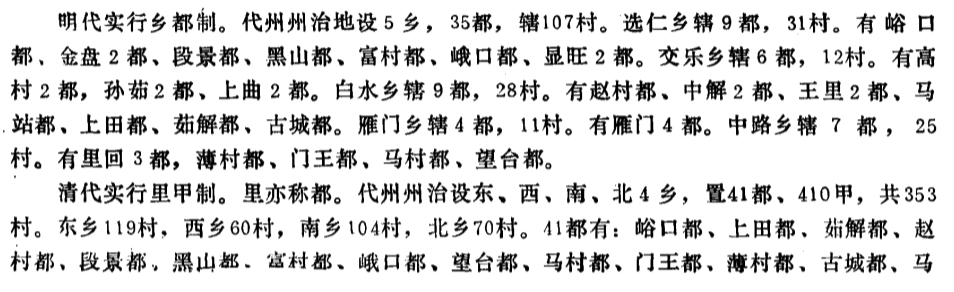 明代实行乡都制。代州州治地设5乡，35都，辖107村。选仁乡辖9都，31村。有峪口
都、金盘2都、段景都、黑山都、富村都、峨口都、显旺2都。交乐乡辖6都，12村。有高
村2都，孙茹2都、上曲2都。白水乡辖9都，28村。有赵村都、中解2都、王里2都、马
站都、上田都、茹解都、古城都。雁门乡辖4都，11村。有雁门4都。中路乡辖7都，25
村。有里回3都，薄村都、门王都、马村都、望台都。
清代实行里甲制。里亦称都。代州州治设东、西、南、北4乡，置41都、410甲，共353
村。东乡119村，西乡60村，南乡104村，北乡70村。41都有：峪口都、上田都、茹解都、赵
村都、段景都、黑山都、富村都、峨口都、望台都、马村都、门王都、薄村都、古城都、马